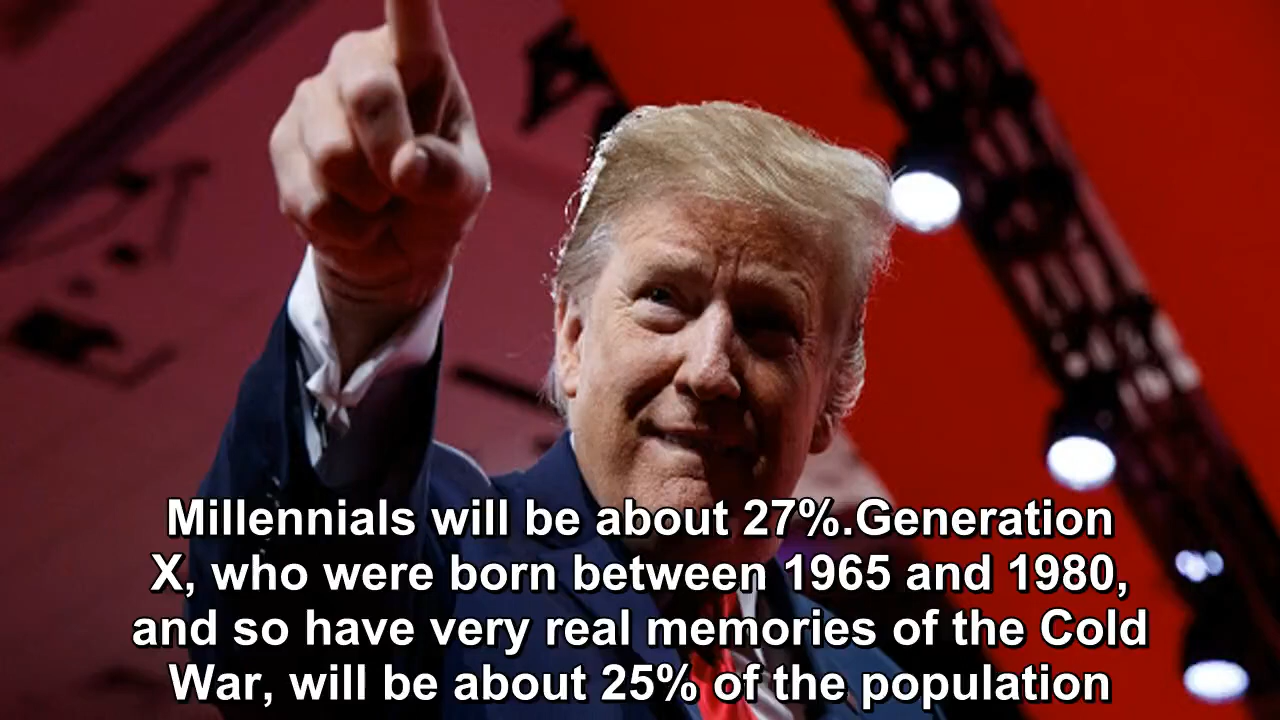 Millennials will be about 27%.Generation
X, who were born between 1965 and 1980,
and so have very real memories of the Cold
War, will be about 25% of the population